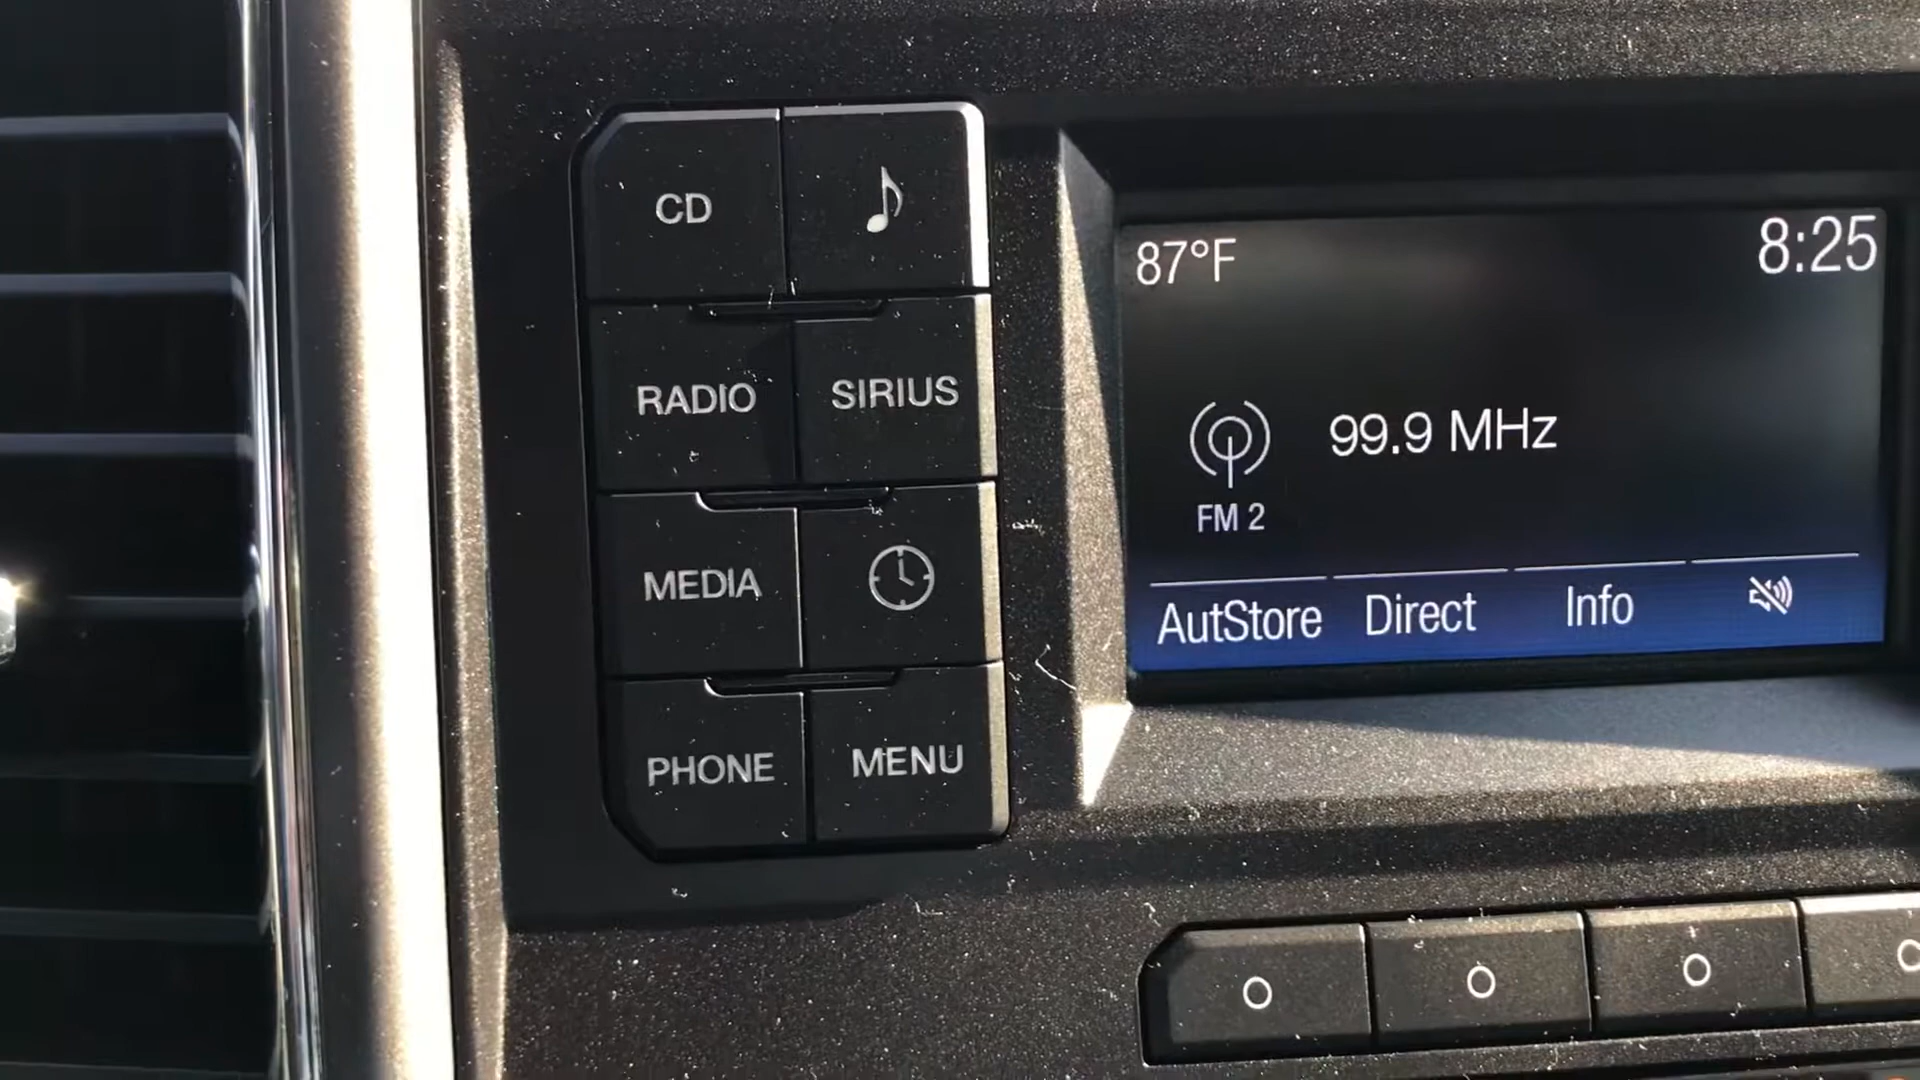 CD
RADIO SIRIUS
MEDIA
PHONE MENU
87°F 8:25
99.9 MHz
FM 2
AutStore Direct Info